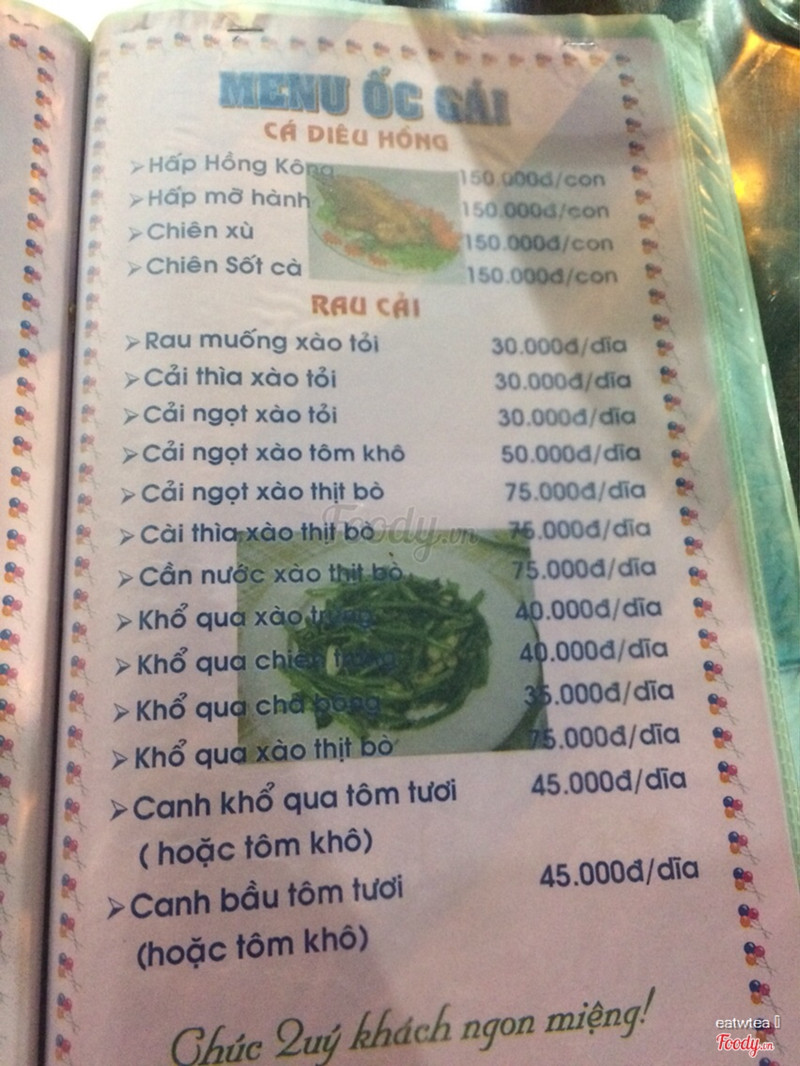 MENU ỐC GÁI
CÁ DIÊU HỒNG
Hấp Hồng Kông 150.000đ/con
Hấp mỡ hành 150.000đ/con
Chiên xù 150.000đ/con
Chiên Sốt cà 150.000đ/con
RAU CẢI
Rau muống xào tỏi 30.000đ/dĩa
Cải thìa xào tỏi 30.000đ/dĩa
Cải ngọt xào tỏi 30.000đ/dĩa
Cải ngọt xào tôm khô 50.000đ/dĩa
Cải ngọt xào thịt bò 75.000đ/dĩa
Cài thìa xào thịt bò 75.000đ/dĩa
Cần nước xào thịt bò 75.000đ/dĩa
Khổ qua xào trứng 40.000đ/dĩa
Khổ qua chiên trứng 40.000đ/dĩa
Khổ qua chà bông 35.000đ/dĩa
Khổ qua xào thịt bò 75.000đ/dĩa
Canh khổ qua tôm tươi 45.000đ/dĩa
( hoặc tôm khô)
Canh bầu tôm tươi 45.000đ/dĩa
(hoặc tôm khô)
Chúc Quý khách ngon miệng!
Foody.vn
eatwtea
Foody.vn